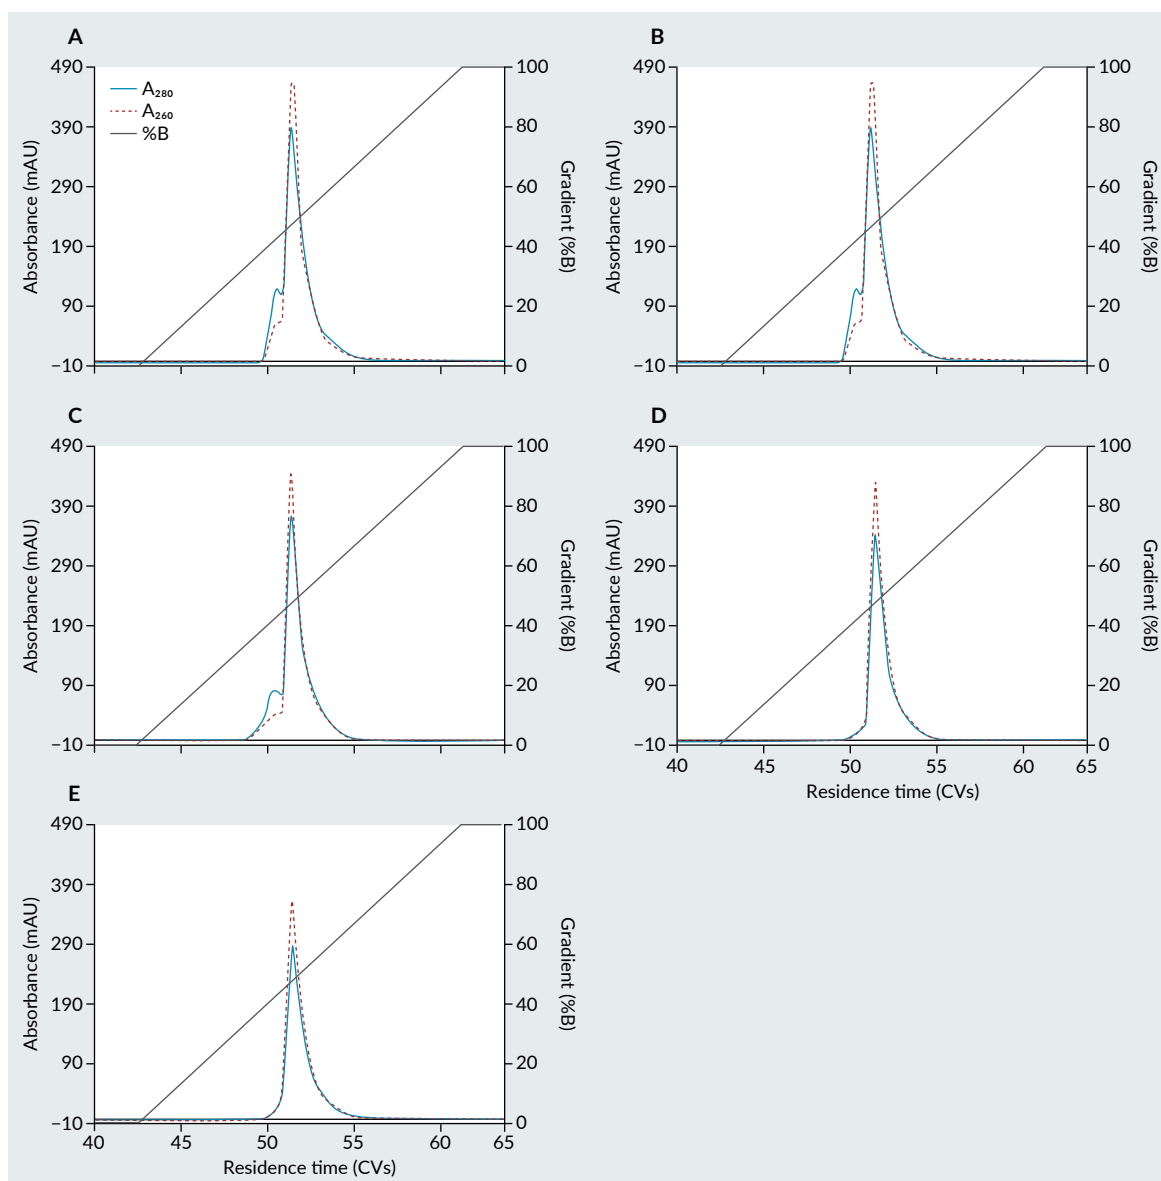 A
490
390
290
190
90
−10
Absorbance (mAU)
A₂₈₀
A₂₆₀
%B
100
80
60
40
20
0
Gradient (%B)
B
490
390
290
190
90
−10
Absorbance (mAU)
100
80
60
40
20
0
Gradient (%B)
C
490
390
290
190
90
−10
Absorbance (mAU)
100
80
60
40
20
0
Gradient (%B)
D
490
390
290
190
90
−10
Absorbance (mAU)
100
80
60
40
20
0
Gradient (%B)
40 45 50 55 60 65
Residence time (CVs)
E
490
390
290
190
90
−10
Absorbance (mAU)
100
80
60
40
20
0
Gradient (%B)
40 45 50 55 60 65
Residence time (CVs)